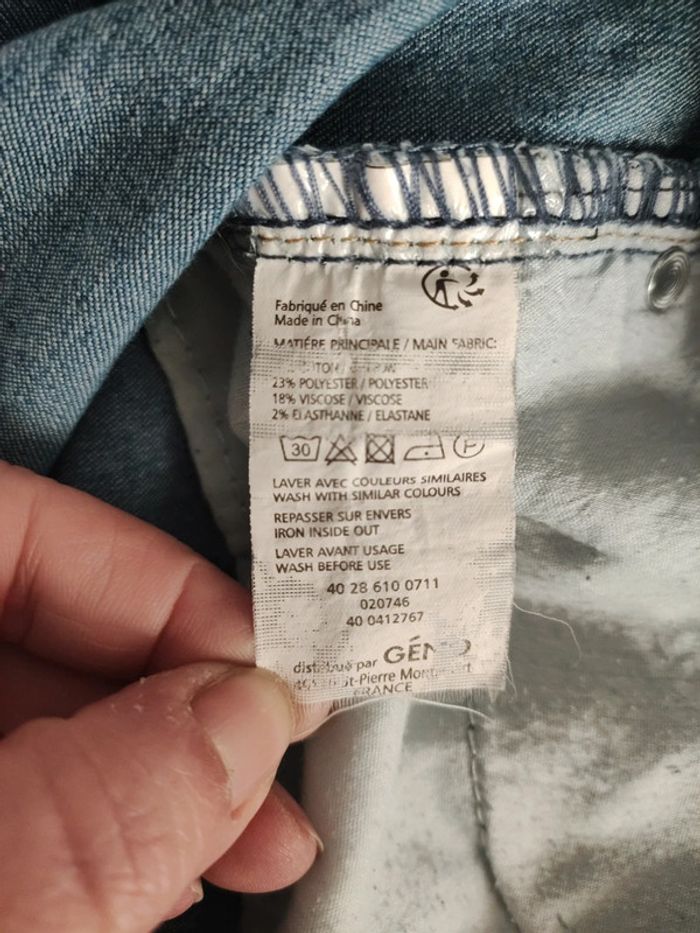 Fabriqué en Chine
Made in China
MATIÈRE PRINCIPALE / MAIN FABRIC:
23% POLYESTER / POLYESTER
18% VISCOSE / VISCOSE
2% ELASTHANNE / ELASTANE
30
P
LAVER AVEC COULEURS SIMILAIRES
WASH WITH SIMILAR COLOURS
REPASSER SUR ENVERS
IRON INSIDE OUT
LAVER AVANT USAGE
WASH BEFORE USE
40 28 610 0711
020746
40 0412767
distribué par
St-Pierre
FRANCE